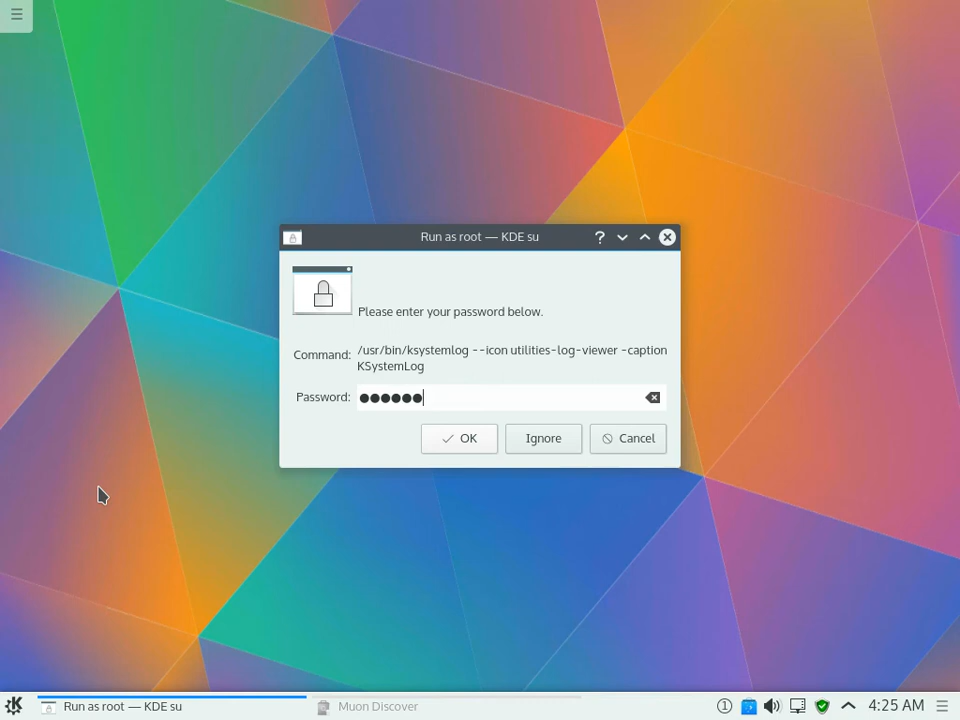 Run as root — KDE su
Please enter your password below.
Command: /usr/bin/ksystemlog --icon utilities-log-viewer -caption
KSystemLog
Password: ●●●●●●
OK Ignore Cancel
Run as root — KDE su Muon Discover 1 4:25 AM